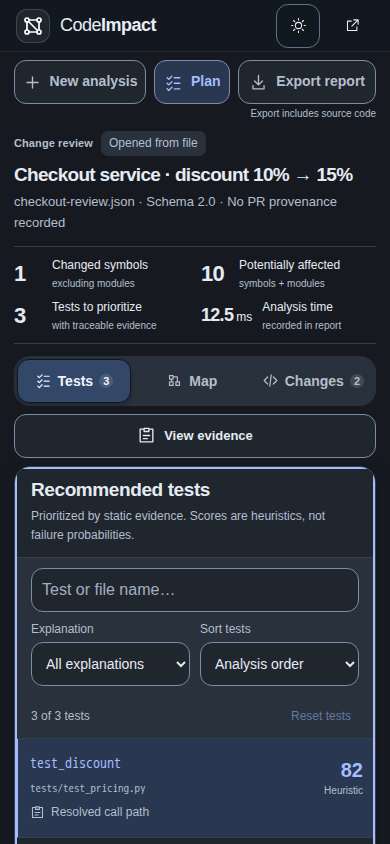 CodeImpact
New analysis
Plan
Export report
Export includes source code
Change review
Opened from file
Checkout service · discount 10% → 15%
checkout-review.json · Schema 2.0 · No PR provenance
recorded
1
Changed symbols
excluding modules
10
Potentially affected
symbols + modules
3
Tests to prioritize
with traceable evidence
12.5 ms
Analysis time
recorded in report
Tests 3
Map
Changes 2
View evidence
Recommended tests
Prioritized by static evidence. Scores are heuristics, not
failure probabilities.
Test or file name…
Explanation
Sort tests
All explanations
Analysis order
3 of 3 tests
Reset tests
test_discount
82
tests/test_pricing.py
Heuristic
Resolved call path